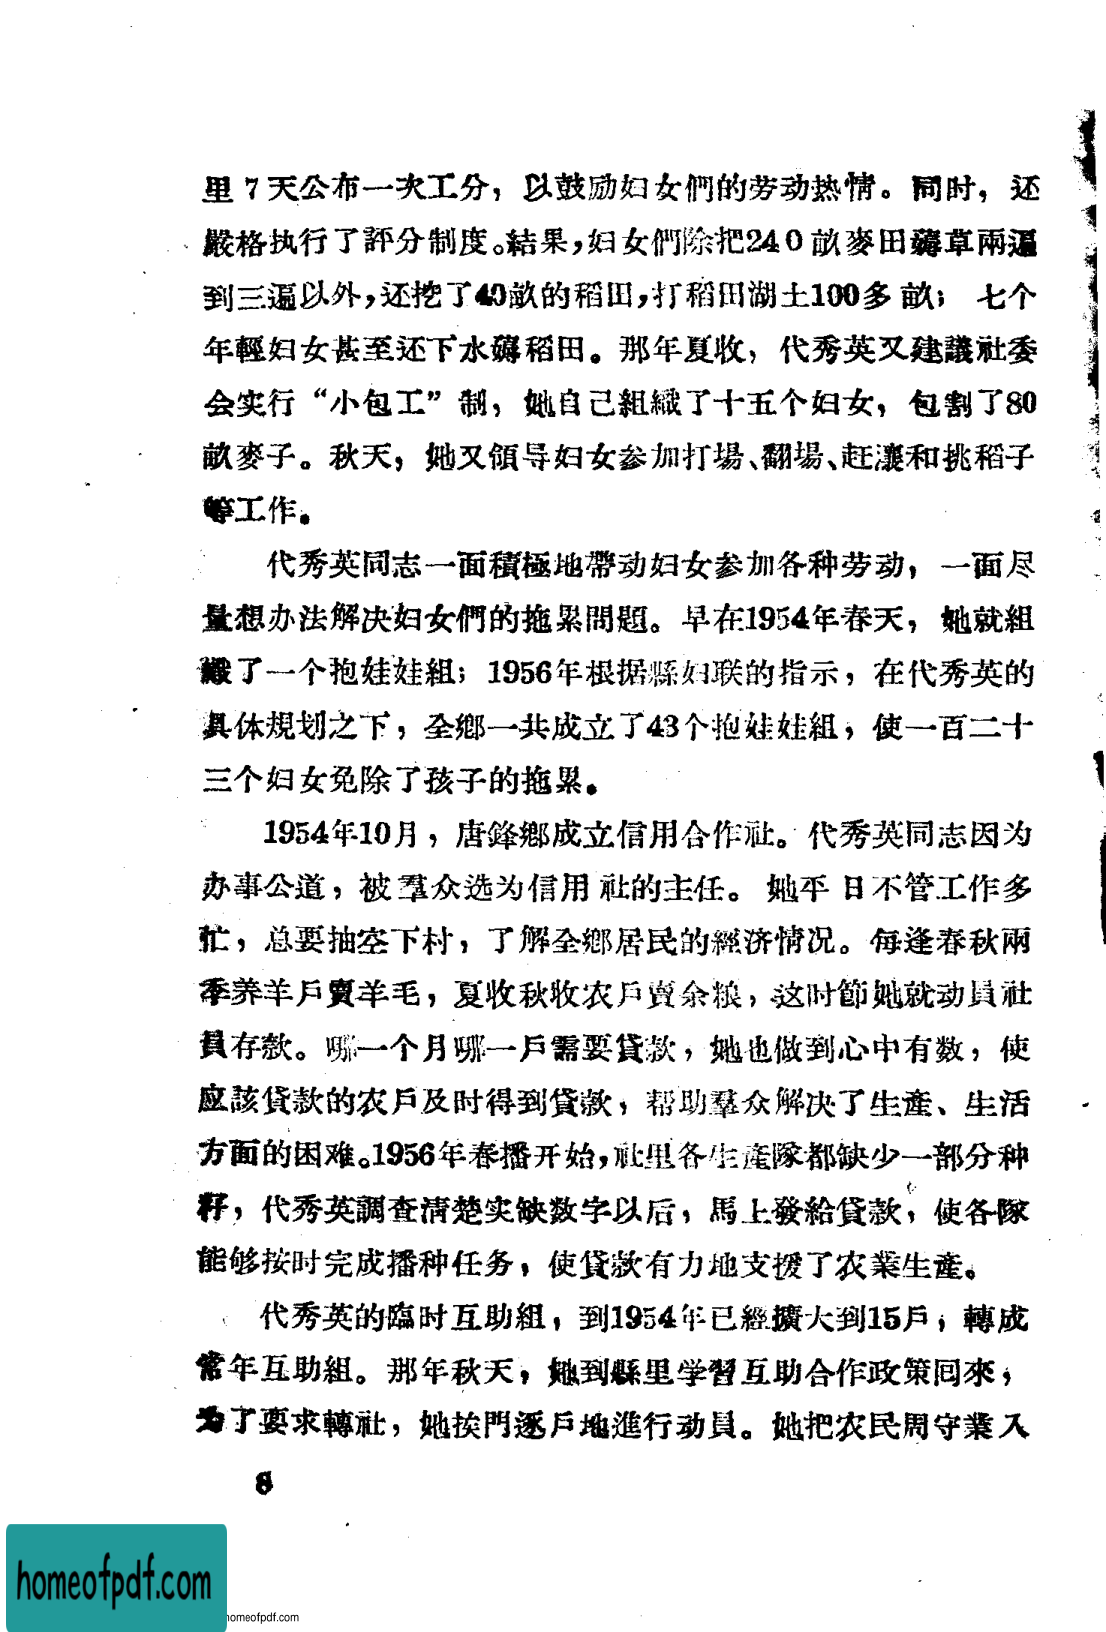 里7天公布一次工分，以鼓励妇女們的劳动热情。同时，还
嚴格执行了評分制度。結果，妇女們除把240亩麥田薅草兩遍
到三遍以外，还挖了40畝的稻田，打稻田湖土100多畝；七个
年輕妇女甚至还下水薅稻田。那年夏收，代秀英又建議社委
会实行“小包工”制，她自己組織了十五个妇女，包割了80
畝麥子。秋天，她又領导妇女参加打場、翻場、赶瀼和挑稻子
等工作。
代秀英同志一面積極地帶动妇女参加各种劳动，一面尽
量想办法解决妇女們的拖累問題。早在1954年春天，她就組
織了一个抱娃娃組；1956年根据縣妇联的指示，在代秀英的
具体規划之下，全鄉一共成立了43个抱娃娃組，使一百二十
三个妇女免除了孩子的拖累。
1954年10月，唐鋒鄉成立信用合作社。代秀英同志因为
办事公道，被羣众选为信用社的主任。她平日不管工作多
忙，总要抽空下村，了解全鄉居民的經济情况。每逢春秋兩
季养羊戶賣羊毛，夏收秋收农戶賣余粮，这时節她就动員社
員存款。哪一个月哪一戶需要貸款，她也做到心中有数，使
应該貸款的农戶及时得到貸款，帮助羣众解决了生產、生活
方面的困难。1956年春播开始，社里各生產隊都缺少一部分种
籽，代秀英調查清楚实缺数字以后，馬上發給貸款，使各隊
能够按时完成播种任务，使貸款有力地支援了农業生產。
代秀英的臨时互助組，到1954年已經擴大到15戶，轉成
常年互助組。那年秋天，她到縣里学習互助合作政策囘來，
为了要求轉社，她挨門逐戶地進行动員。她把农民周守業入
8
homeofpdf.com
homeofpdf.com